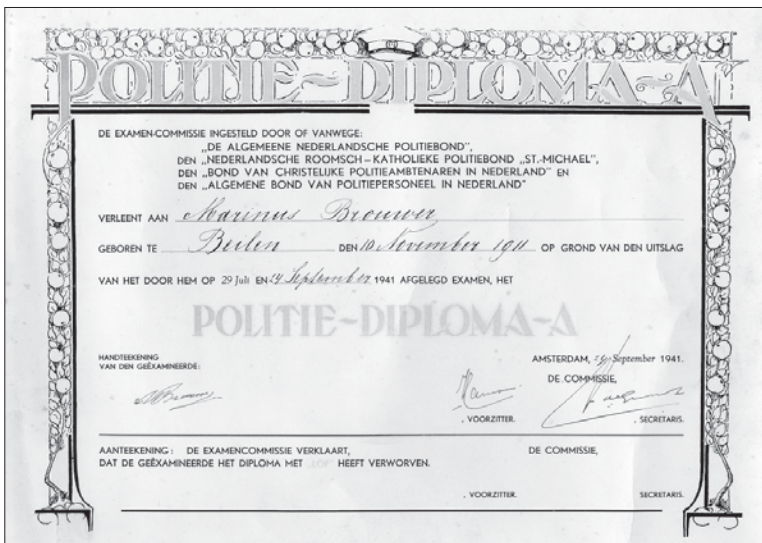 POLITIE~DIPLOMA-A
DE EXAMEN-COMMISSIE INGESTELD DOOR OF VANWEGE:
„DE ALGEMEENE NEDERLANDSCHE POLITIEBOND",
DEN „NEDERLANDSCHE ROOMSCH–KATHOLIEKE POLITIEBOND „ST.-MICHAEL",
DEN „BOND VAN CHRISTELIJKE POLITIEAMBTENAREN IN NEDERLAND" EN
DEN „ALGEMENE BOND VAN POLITIEPERSONEEL IN NEDERLAND"
VERLEENT AAN Marinus Brouwer
GEBOREN TE Beilen DEN 10 November 1911 OP GROND VAN DEN UITSLAG
VAN HET DOOR HEM OP 29 Juli EN September 1941 AFGELEGD EXAMEN, HET
POLITIE~DIPLOMA-A
HANDTEEKENING
VAN DEN GEËXAMINEERDE:
AMSTERDAM, September 1941.
DE COMMISSIE,
, VOORZITTER. , SECRETARIS.
AANTEEKENING: DE EXAMENCOMMISSIE VERKLAART, DE COMMISSIE,
DAT DE GEËXAMINEERDE HET DIPLOMA MET LOF HEEFT VERWORVEN.
, VOORZITTER. SECRETARIS.